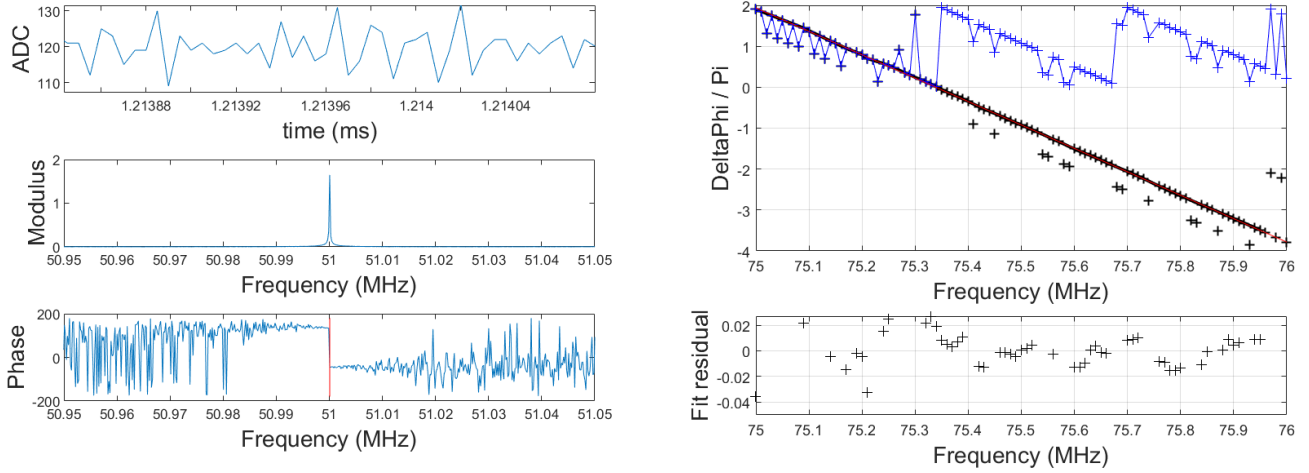 130
120
110
ADC
1.21388 1.21392 1.21396 1.214 1.21404
time (ms)
2
1
0
Modulus
50.95 50.96 50.97 50.98 50.99 51 51.01 51.02 51.03 51.04 51.05
Frequency (MHz)
200
0
-200
Phase
50.95 50.96 50.97 50.98 50.99 51 51.01 51.02 51.03 51.04 51.05
Frequency (MHz)
2
1
0
-1
-2
-3
-4
DeltaPhi / Pi
75 75.1 75.2 75.3 75.4 75.5 75.6 75.7 75.8 75.9 76
Frequency (MHz)
0.02
0
-0.02
-0.04
Fit residual
75 75.1 75.2 75.3 75.4 75.5 75.6 75.7 75.8 75.9 76
Frequency (MHz)